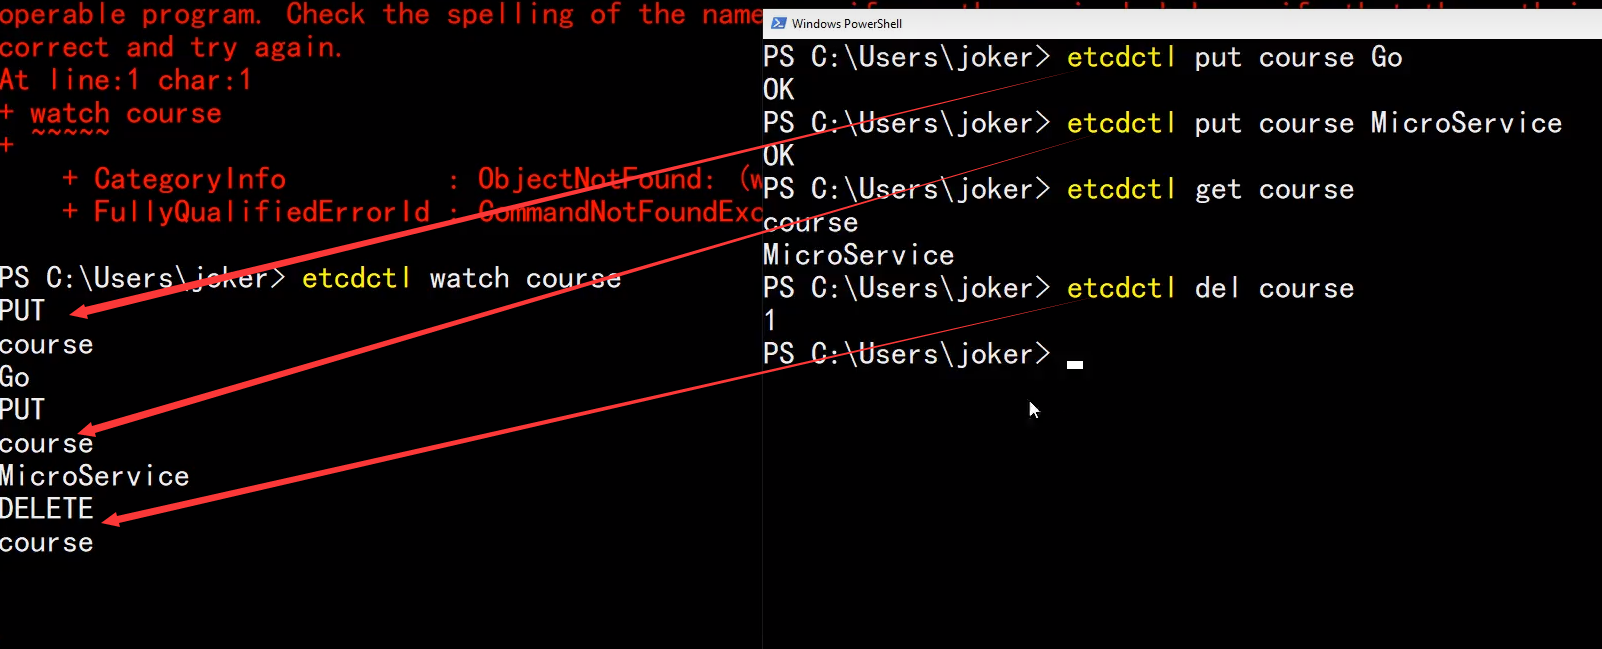 operable program. Check the spelling of the name
correct and try again.
At line:1 char:1
+ watch course
+ ~~~~~
    + CategoryInfo          : ObjectNotFound: (w
    + FullyQualifiedErrorId : CommandNotFoundExc
PS C:\Users\joker> etcdctl watch course
PUT
course
Go
PUT
course
MicroService
DELETE
course
Windows PowerShell
PS C:\Users\joker> etcdctl put course Go
OK
PS C:\Users\joker> etcdctl put course MicroService
OK
PS C:\Users\joker> etcdctl get course
course
MicroService
PS C:\Users\joker> etcdctl del course
1
PS C:\Users\joker>